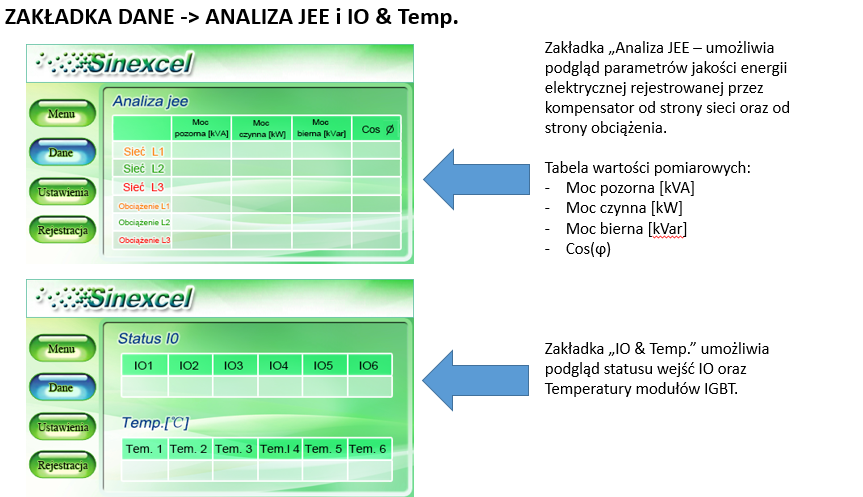 ZAKŁADKA DANE -> ANALIZA JEE i IO & Temp.
Sinexcel
Menu
Dane
Ustawienia
Rejestracja
Analiza jee
Moc pozorna [kVA] Moc czynna [kW] Moc bierna [kVar] Cos Ø
Sieć L1
Sieć L2
Sieć L3
Obciążenie L1
Obciążenie L2
Obciążenie L3
Zakładka „Analiza JEE – umożliwia
podgląd parametrów jakości energii
elektrycznej rejestrowanej przez
kompensator od strony sieci oraz od
strony obciążenia.
Tabela wartości pomiarowych:
- Moc pozorna [kVA]
- Moc czynna [kW]
- Moc bierna [kVar]
- Cos(φ)
Sinexcel
Menu
Dane
Ustawienia
Rejestracja
Status I0
IO1 IO2 IO3 IO4 IO5 IO6
Temp.[℃]
Tem. 1 Tem. 2 Tem. 3 Tem.I 4 Tem. 5 Tem. 6
Zakładka „IO & Temp.” umożliwia
podgląd statusu wejść IO oraz
Temperatury modułów IGBT.